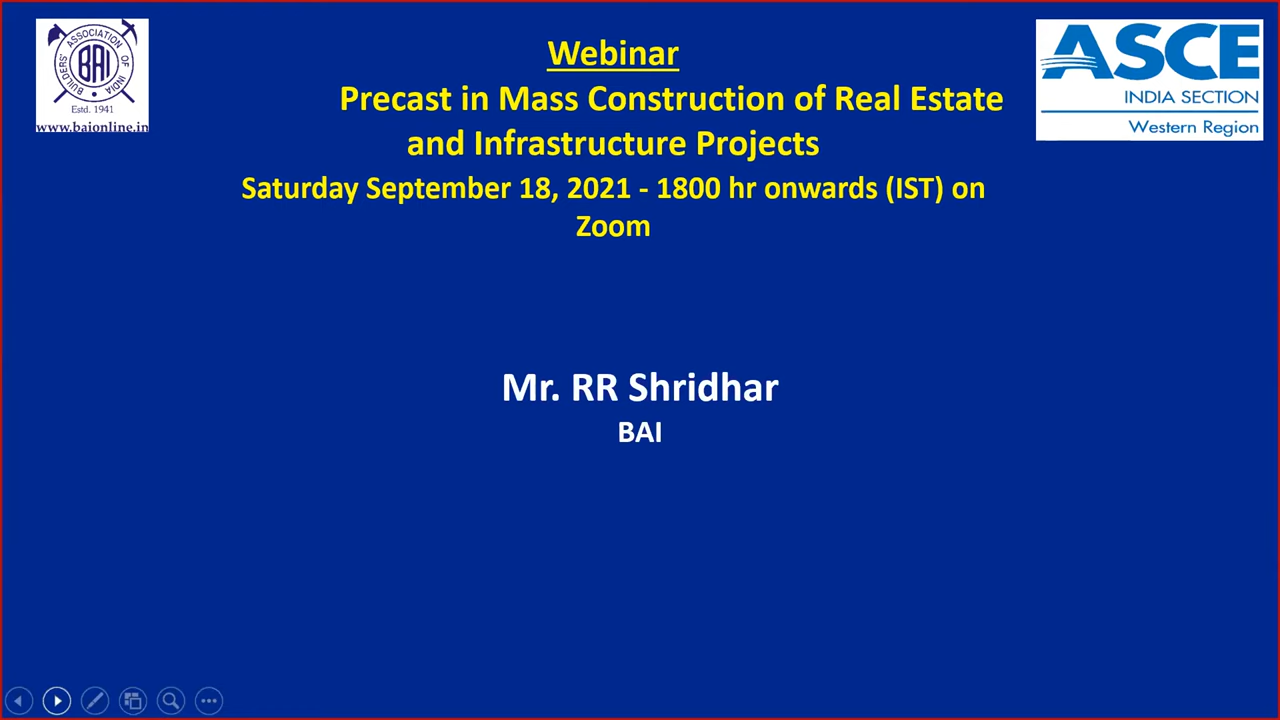 BUILDERS' ASSOCIATION OF INDIA
BAI
Estd. 1941
www.baionline.in
Webinar
Precast in Mass Construction of Real Estate
and Infrastructure Projects
Saturday September 18, 2021 - 1800 hr onwards (IST) on
Zoom
ASCE
INDIA SECTION
Western Region
Mr. RR Shridhar
BAI